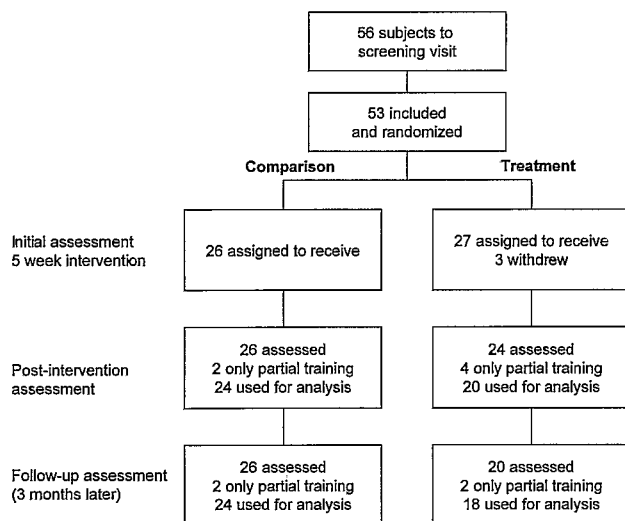 56 subjects to
screening visit
53 included
and randomized
Comparison
Treatment
Initial assessment
5 week intervention
26 assigned to receive
27 assigned to receive
3 withdrew
Post-intervention
assessment
26 assessed
2 only partial training
24 used for analysis
24 assessed
4 only partial training
20 used for analysis
Follow-up assessment
(3 months later)
26 assessed
2 only partial training
24 used for analysis
20 assessed
2 only partial training
18 used for analysis